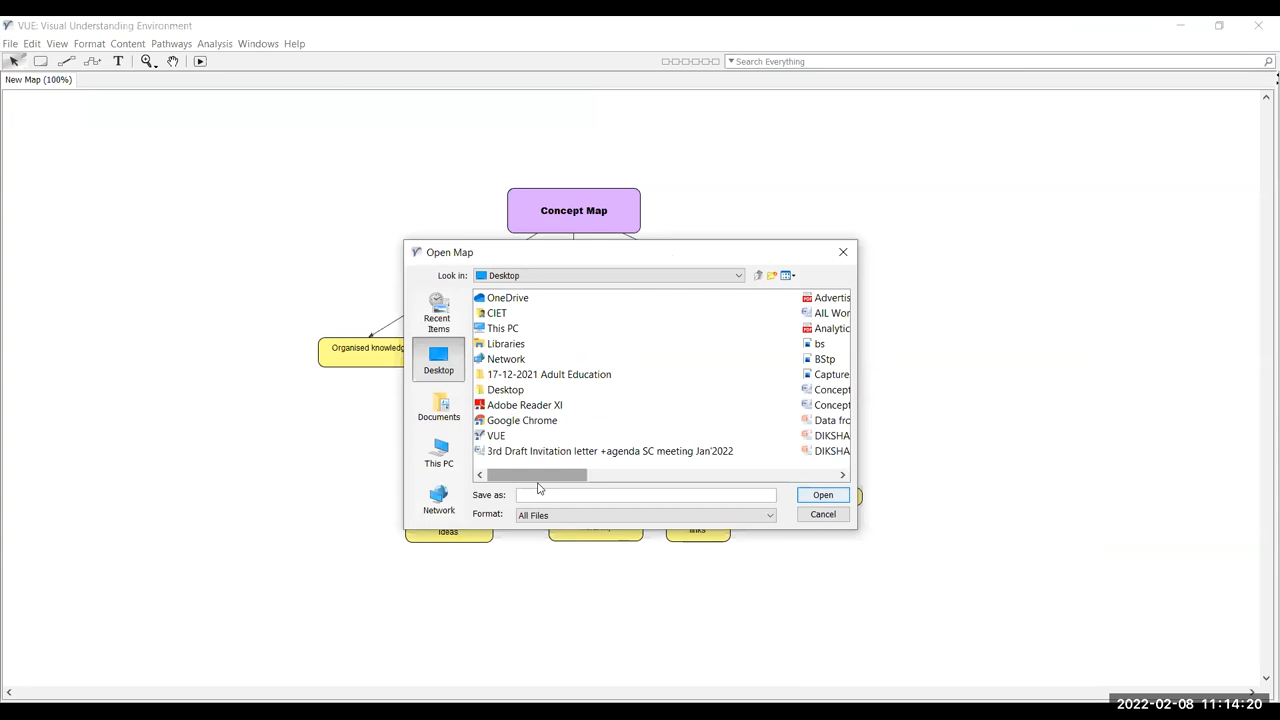 VUE: Visual Understanding Environment
File Edit View Format Content Pathways Analysis Windows Help
T
Search Everything
New Map (100%)
Concept Map
Open Map
Look in: Desktop
Recent Items
Desktop
Documents
This PC
Network
OneDrive
CIET
This PC
Libraries
Network
17-12-2021 Adult Education
Desktop
Adobe Reader XI
Google Chrome
VUE
3rd Draft Invitation letter +agenda SC meeting Jan'2022
Advertis
AIL Wor
Analytic
bs
BStp
Capture
Concept
Concept
Data fro
DIKSHA
DIKSHA
Save as:
Open
Format: All Files
Cancel
Organised knowledg
Ideas
links
2022-02-08 11:14:20